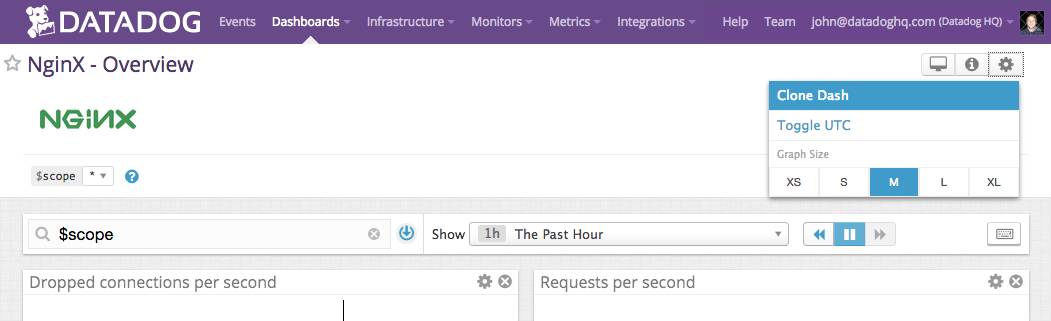 DATADOG Events Dashboards Infrastructure Monitors Metrics Integrations Help Team john@datadoghq.com (Datadog HQ)
NginX - Overview
Clone Dash
NGiNX
Toggle UTC
Graph Size
$scope *
XS S M L XL
$scope Show 1h The Past Hour
Dropped connections per second Requests per second